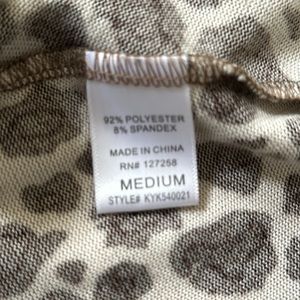 92% POLYESTER
8% SPANDEX
MADE IN CHINA
RN# 127258
MEDIUM
STYLE# KYK540021